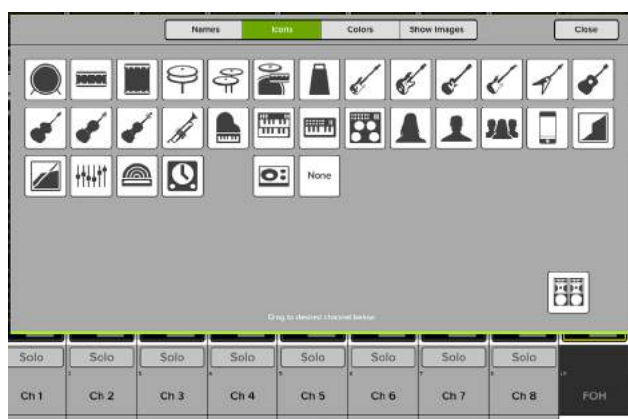 Names Icons Colors Show Images Close
None
Drag to desired channel below
Solo Solo Solo Solo Solo Solo Solo Solo
Ch 1 Ch 2 Ch 3 Ch 4 Ch 5 Ch 6 Ch 7 Ch 8 FOH